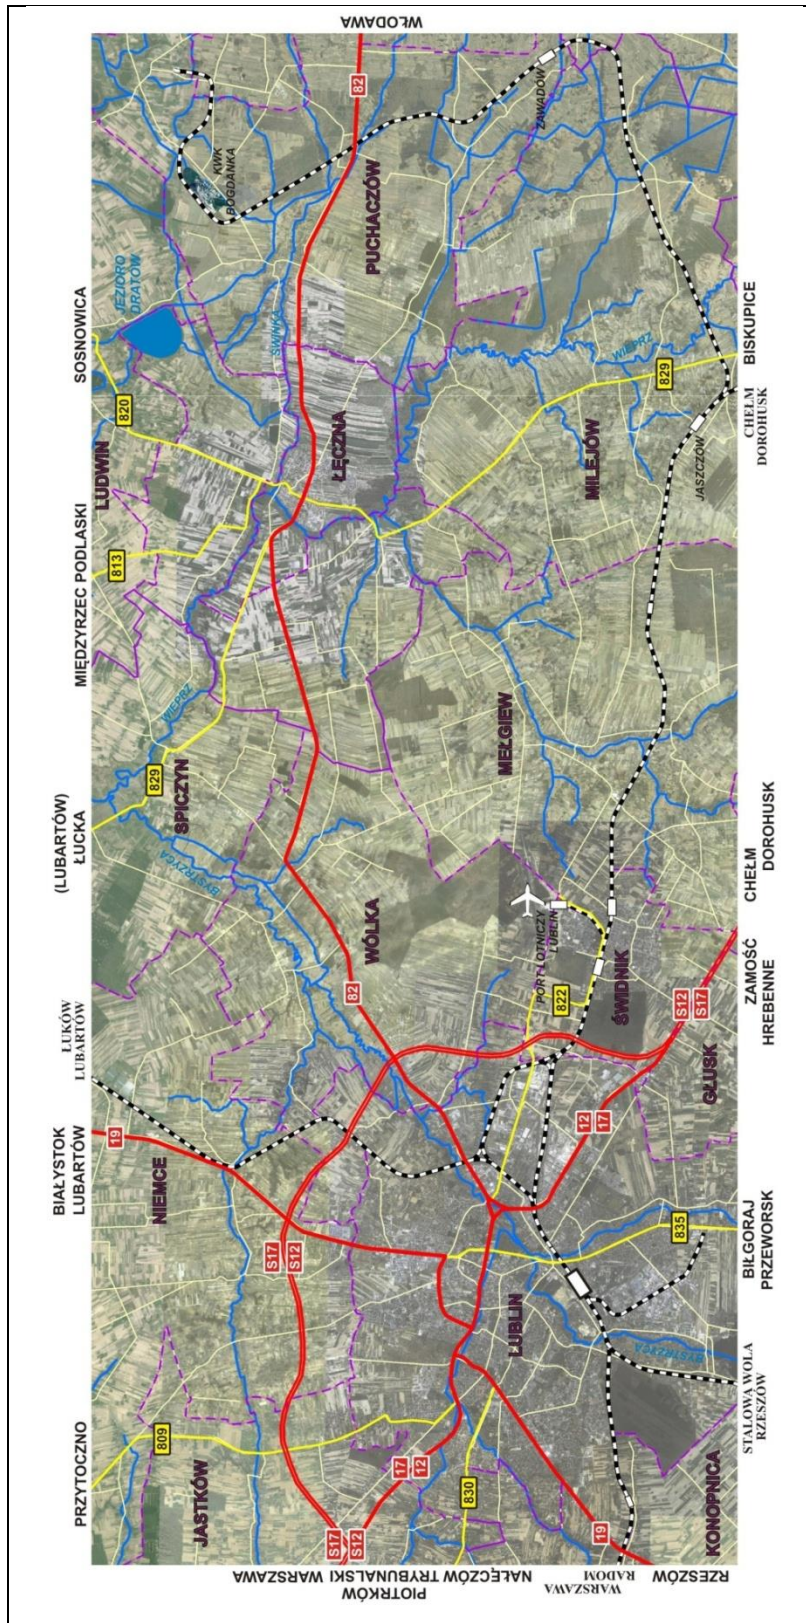 PRZYTOCZNO
BIAŁYSTOK
LUBARTÓW
ŁUKÓW
LUBARTÓW
(LUBARTÓW)
ŁUCKA
MIĘDZYRZEC PODLASKI
SOSNOWICA
809
19
829
813
820
JEZIORO
DRATÓW
JASTKÓW
NIEMCE
SPICZYN
LUDWIN
WIEPRZ
BYSTRZYCA
ŚWINKA
KWK
BOGDANKA
S17
S12
S17
S12
82
82
WŁODAWA
WÓLKA
ŁĘCZNA
PUCHACZÓW
PIOTRKÓW
TRYBUNALSKI WARSZAWA
NAŁĘCZÓW
WARSZAWA
RADOM
RZESZÓW
17
12
830
LUBLIN
PORT LOTNICZY
LUBLIN
822
MEŁGIEW
ZAWADÓW
19
12
17
ŚWIDNIK
MILEJÓW
WIEPRZ
829
JASZCZÓW
KONOPNICA
BYSTRZYCA
835
GŁUSK
S12
S17
STALOWA WOLA
RZESZÓW
BIŁGORAJ
PRZEWORSK
ZAMOŚĆ
HREBENNE
CHEŁM
DOROHUSK
CHEŁM
DOROHUSK
BISKUPICE